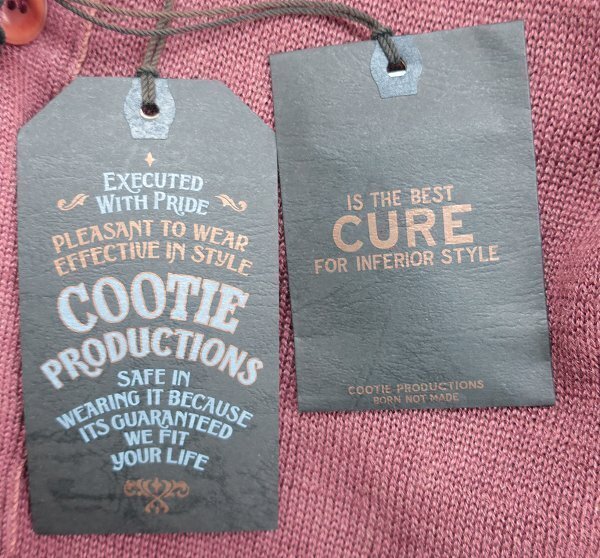 EXECUTED
WITH PRIDE
PLEASANT TO WEAR
EFFECTIVE IN STYLE
COOTIE
PRODUCTIONS
SAFE IN
WEARING IT BECAUSE
ITS GUARANTEED
WE FIT
YOUR LIFE
IS THE BEST
CURE
FOR INFERIOR STYLE
COOTIE PRODUCTIONS
BORN NOT MADE